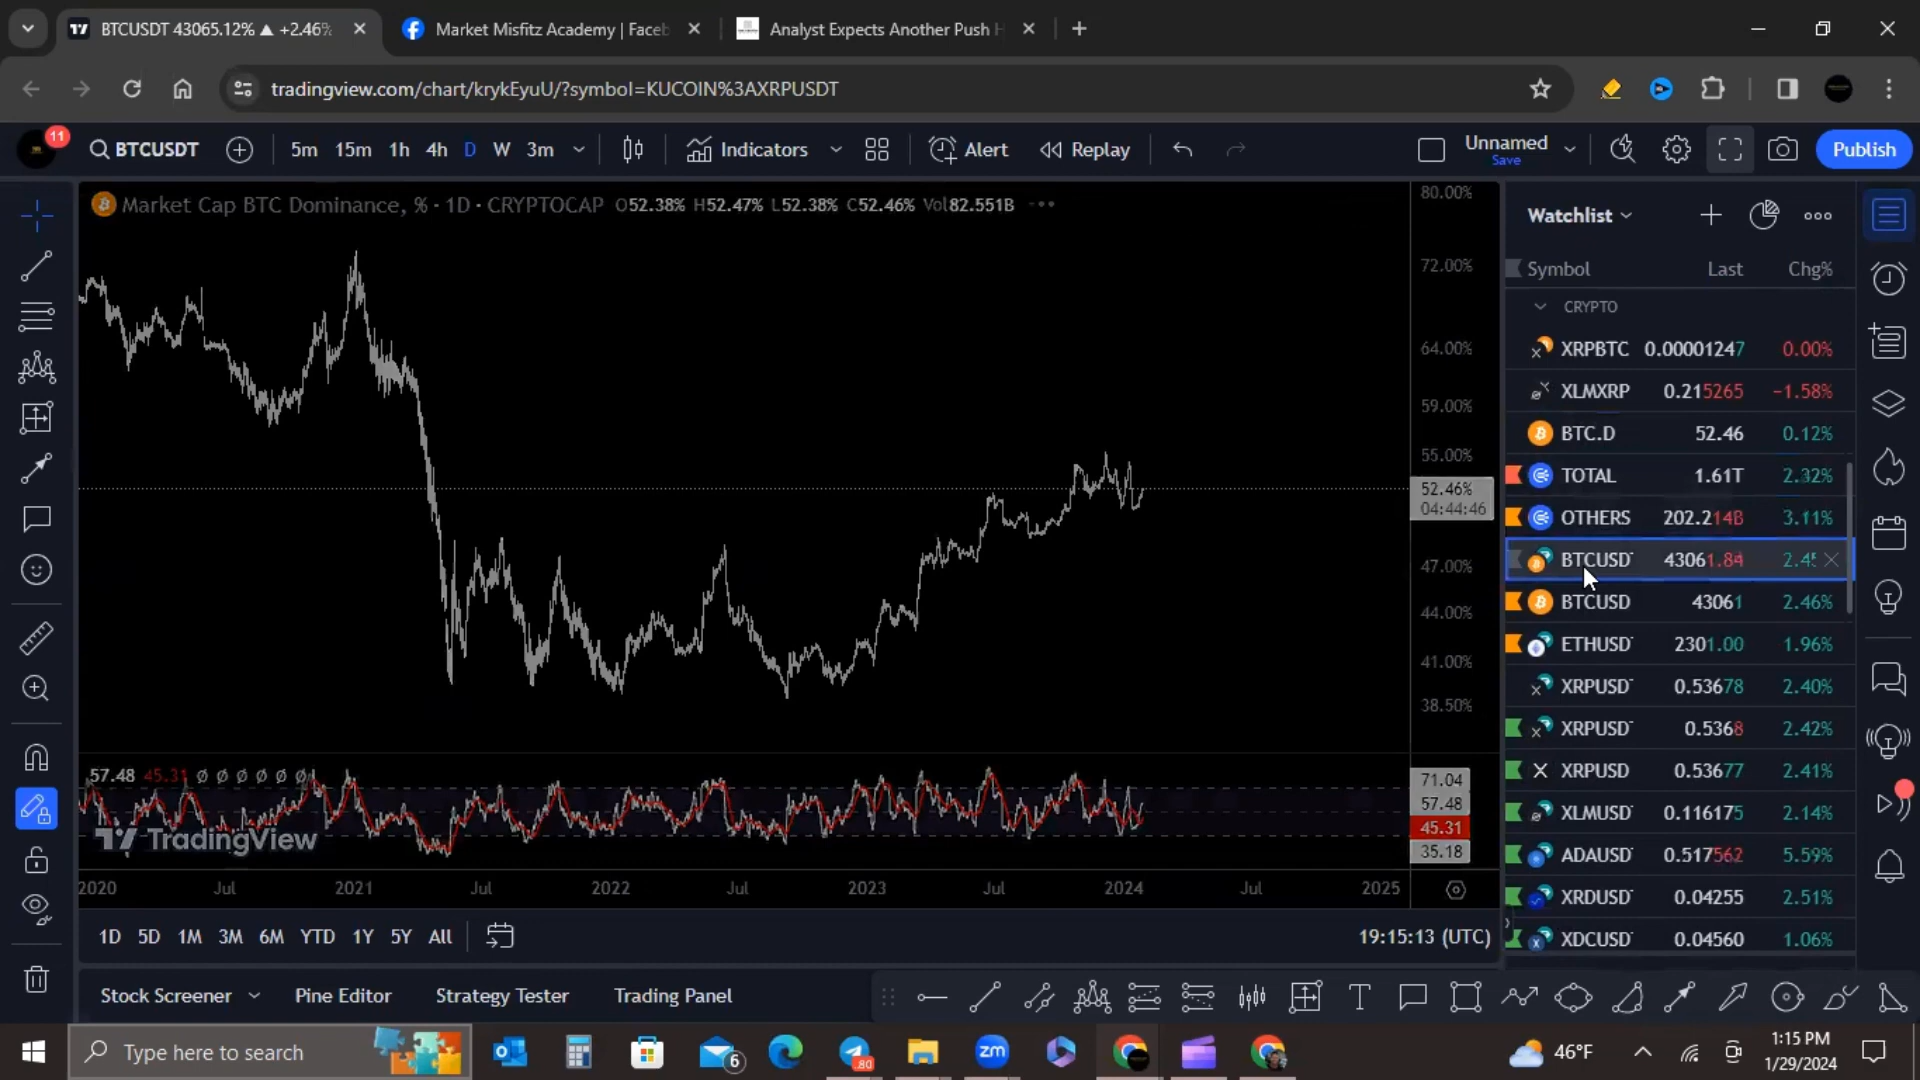 BTCUSDT 43065.12% ▲ +2.46%
Market Misfitz Academy | Faceb
Analyst Expects Another Push H
tradingview.com/chart/krykEyuU/?symbol=KUCOIN%3AXRPUSDT
11
BTCUSDT
5m 15m 1h 4h D W 3m
Indicators
Alert
Replay
Unnamed
Save
Publish
Market Cap BTC Dominance, % · 1D · CRYPTOCAP O52.38% H52.47% L52.38% C52.46% Vol82.551B
80.00%
72.00%
64.00%
59.00%
55.00%
52.46%
04:44:46
47.00%
44.00%
41.00%
38.50%
57.48 45.31 Ø Ø Ø Ø Ø Ø
71.04
57.48
45.31
35.18
TradingView
2020 Jul 2021 Jul 2022 Jul 2023 Jul 2024 Jul 2025
1D 5D 1M 3M 6M YTD 1Y 5Y All
19:15:13 (UTC)
Stock Screener
Pine Editor
Strategy Tester
Trading Panel
Watchlist
Symbol Last Chg%
CRYPTO
XRPBTC 0.00001247 0.00%
XLMXRP 0.215265 −1.58%
BTC.D 52.46 0.12%
TOTAL 1.61T 2.32%
OTHERS 202.214B 3.11%
BTCUSD 43061.84 2.45
BTCUSD 43061 2.46%
ETHUSD 2301.00 1.96%
XRPUSD 0.53678 2.40%
XRPUSD 0.5368 2.42%
XRPUSD 0.53677 2.41%
XLMUSD 0.116175 2.14%
ADAUSD 0.517562 5.59%
XRDUSD 0.04255 2.51%
XDCUSD 0.04560 1.06%
Type here to search
6
80
zm
46°F
1:15 PM
1/29/2024